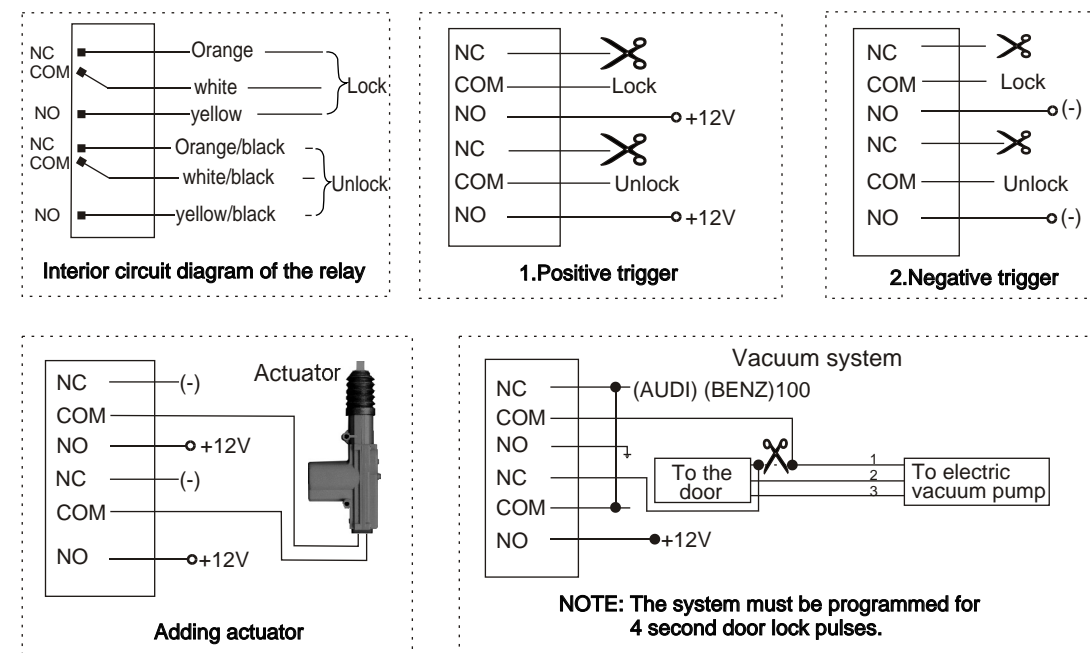 NC
Orange
COM
white
Lock
NO
yellow
NC
Orange/black
COM
white/black
Unlock
NO
yellow/black
Interior circuit diagram of the relay
NC
COM
Lock
NO
+12V
NC
COM
Unlock
NO
+12V
1.Positive trigger
NC
COM
Lock
NO
(-)
NC
COM
Unlock
NO
(-)
2.Negative trigger
NC
(-)
Actuator
COM
NO
+12V
NC
(-)
COM
NO
+12V
Adding actuator
Vacuum system
NC
(AUDI) (BENZ)100
COM
NO
NC
COM
NO
+12V
To the
door
1
2
3
To electric
vacuum pump
NOTE: The system must be programmed for
4 second door lock pulses.